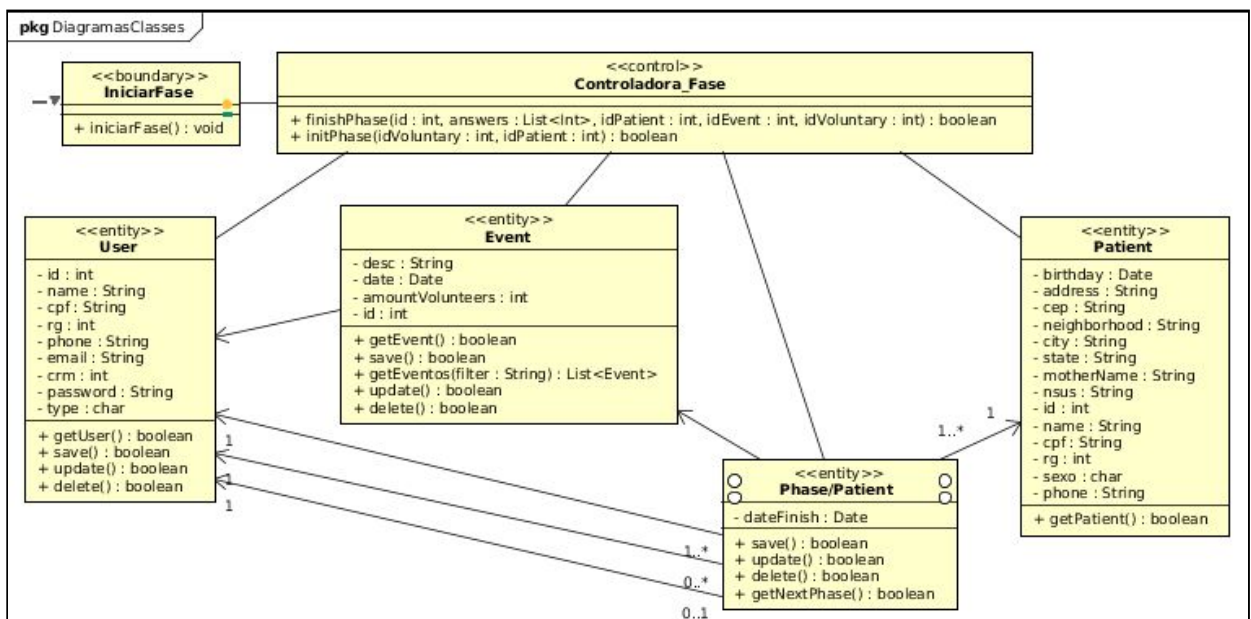 pkg DiagramasClasses
<<boundary>>
IniciarFase
+ iniciarFase() : void
<<control>>
Controladora_Fase
+ finishPhase(id : int, answers : List<Int>, idPatient : int, idEvent : int, idVoluntary : int) : boolean
+ initPhase(idVoluntary : int, idPatient : int) : boolean
<<entity>>
User
- id : int
- name : String
- cpf : String
- rg : int
- phone : String
- email : String
- crm : int
- password : String
- type : char
+ getUser() : boolean
+ save() : boolean
+ update() : boolean
+ delete() : boolean
<<entity>>
Event
- desc : String
- date : Date
- amountVolunteers : int
- id : int
+ getEvent() : boolean
+ save() : boolean
+ getEventos(filter : String) : List<Event>
+ update() : boolean
+ delete() : boolean
<<entity>>
Patient
- birthday : Date
- address : String
- cep : String
- neighborhood : String
- city : String
- state : String
- motherName : String
- nsus : String
- id : int
- name : String
- cpf : String
- rg : int
- sexo : char
- phone : String
+ getPatient() : boolean
<<entity>>
Phase/Patient
- dateFinish : Date
+ save() : boolean
+ update() : boolean
+ delete() : boolean
+ getNextPhase() : boolean
1
1..*
1
1
1
1..*
0..*
0..1